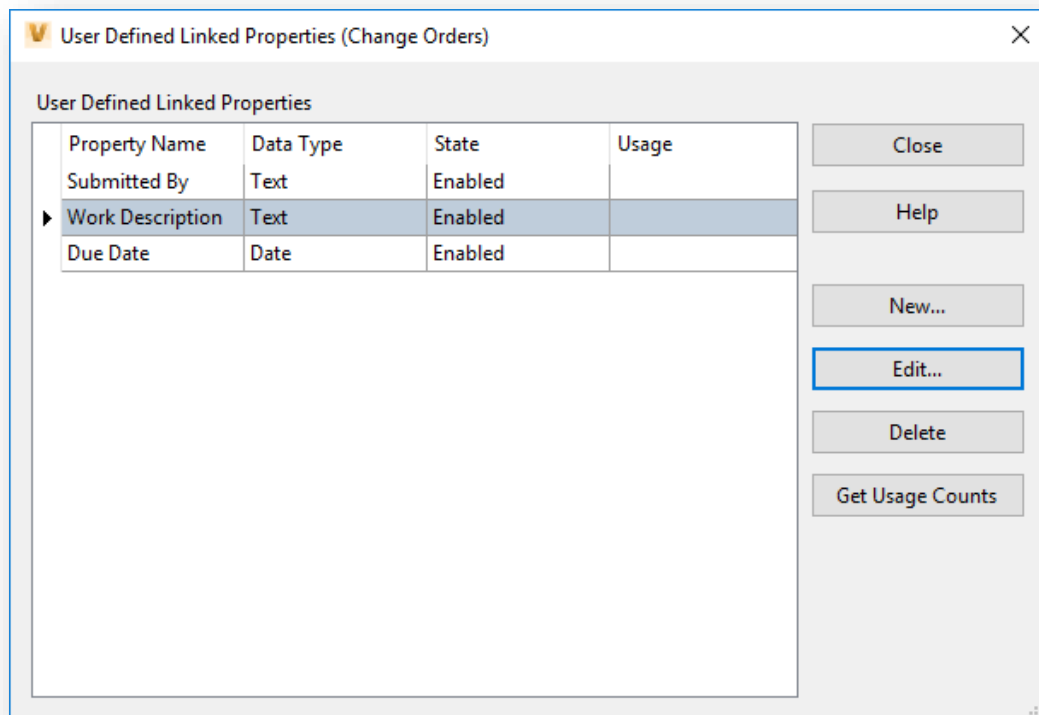 User Defined Linked Properties (Change Orders)
User Defined Linked Properties
Property Name Data Type State Usage
Submitted By Text Enabled
Work Description Text Enabled
Due Date Date Enabled
Close
Help
New...
Edit...
Delete
Get Usage Counts